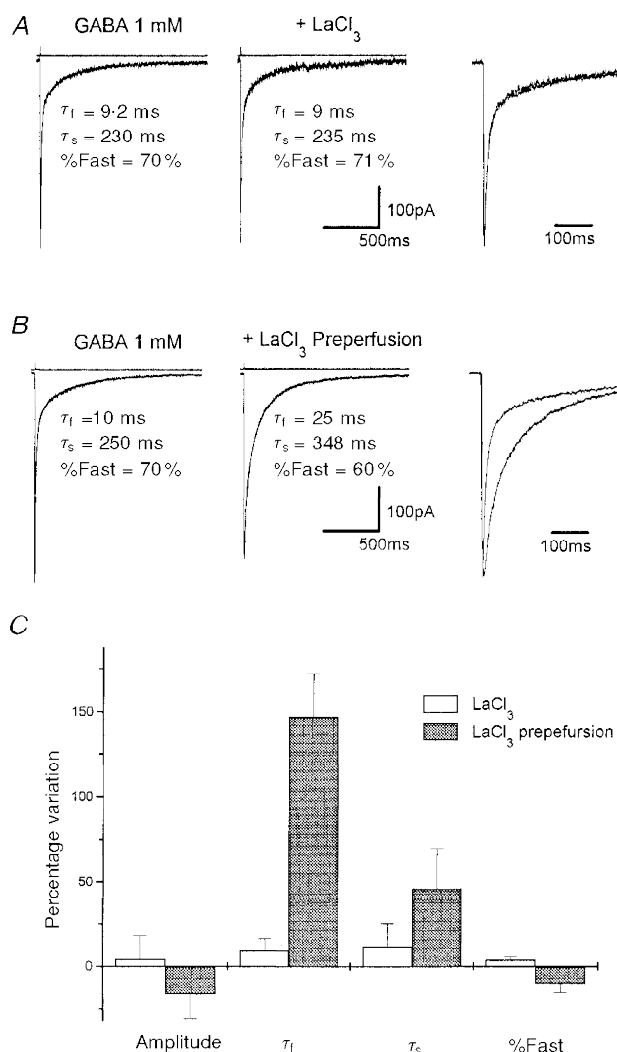 A
GABA 1 mM
+ LaCl3
τf = 9·2 ms
τs = 230 ms
%Fast = 70%
τf = 9 ms
τs = 235 ms
%Fast = 71%
100pA
500ms
100ms
B
GABA 1 mM
+ LaCl3 Preperfusion
τf =10 ms
τs = 250 ms
%Fast = 70%
τf = 25 ms
τs = 348 ms
%Fast = 60%
100pA
500ms
100ms
C
Percentage variation
150
100
50
0
LaCl3
LaCl3 prepefursion
Amplitude
τf
τs
%Fast